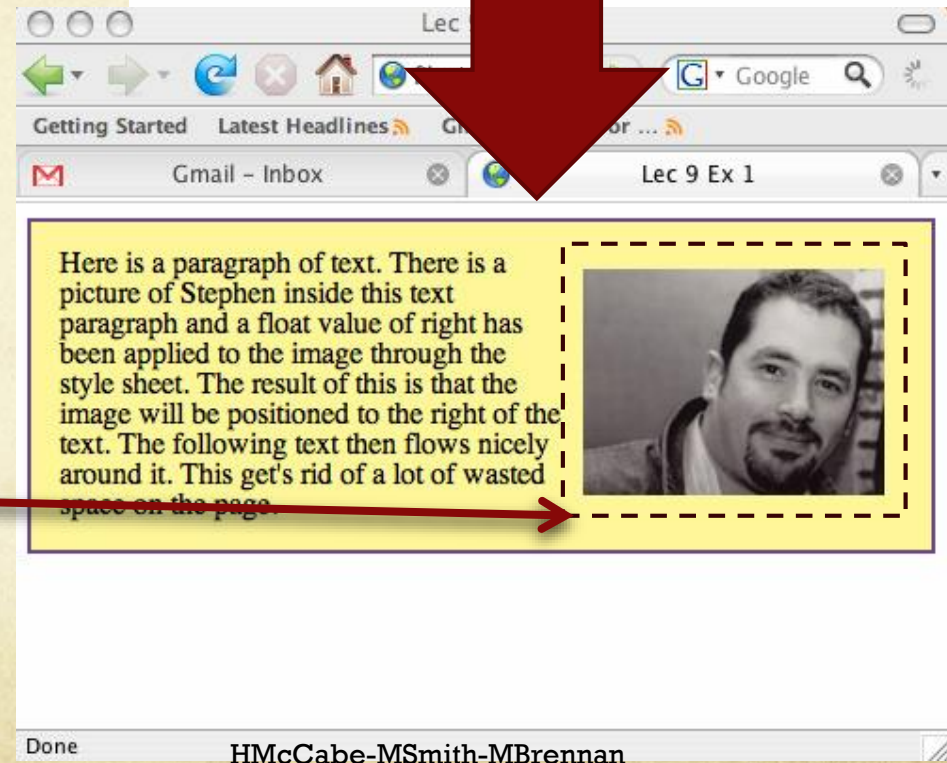 Lec
G Google
Getting Started Latest Headlines G or ...
Gmail – Inbox Lec 9 Ex 1
Here is a paragraph of text. There is a
picture of Stephen inside this text
paragraph and a float value of right has
been applied to the image through the
style sheet. The result of this is that the
image will be positioned to the right of the
text. The following text then flows nicely
around it. This get's rid of a lot of wasted
space on the page.
Done
HMcCabe-MSmith-MBrennan